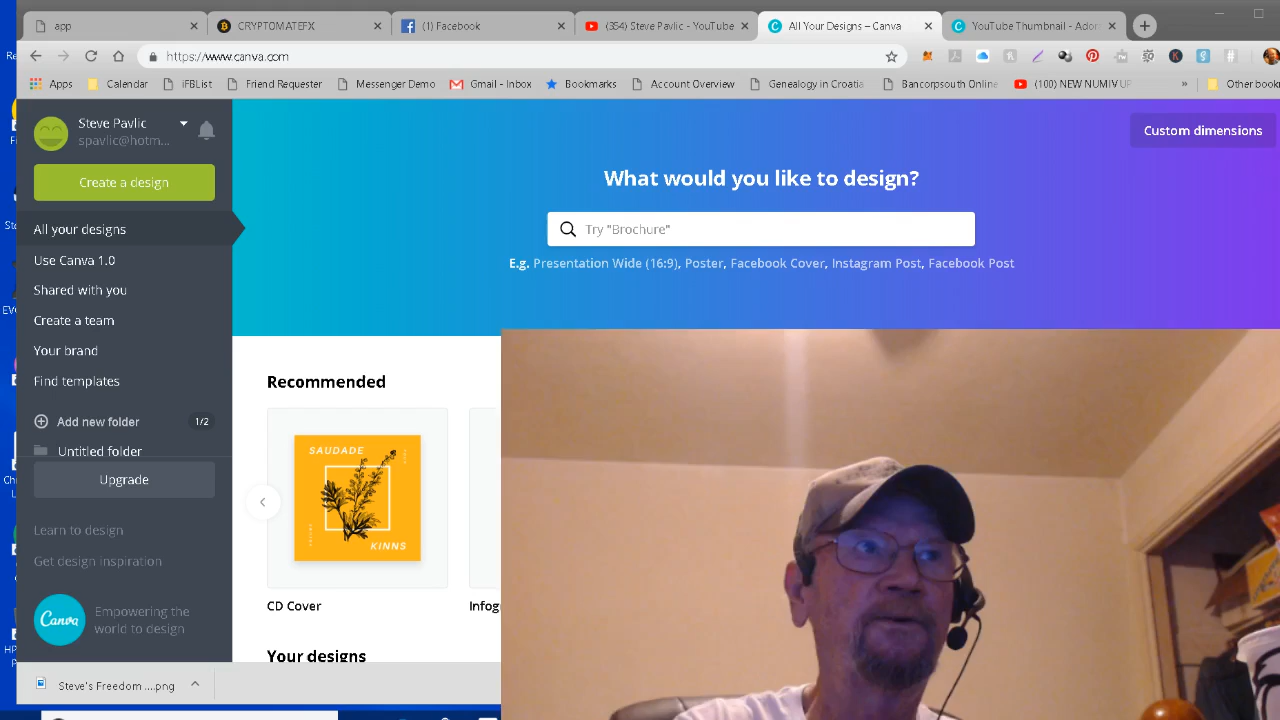 app
CRYPTOMATEFX
(1) Facebook
(354) Steve Pavlic - YouTube
All Your Designs – Canva
YouTube Thumbnail - Ador
https://www.canva.com
Apps
Calendar
iFBList
Friend Requester
Messenger Demo
Gmail - Inbox
Bookmarks
Account Overview
Genealogy in Croatia
Bancorpsouth Online
(100) NEW NUMIV UP
»
Other book
Steve Pavlic
spavlic@hotm...
Custom dimensions
Create a design
What would you like to design?
All your designs
Try "Brochure"
Use Canva 1.0
E.g. Presentation Wide (16:9), Poster, Facebook Cover, Instagram Post, Facebook Post
Shared with you
Create a team
Your brand
Find templates
Recommended
Add new folder
1/2
Untitled folder
SAUDADE
Upgrade
Learn to design
KINNS
Get design inspiration
CD Cover
Infog
Canva
Empowering the
world to design
Your designs
Steve's Freedom ....png